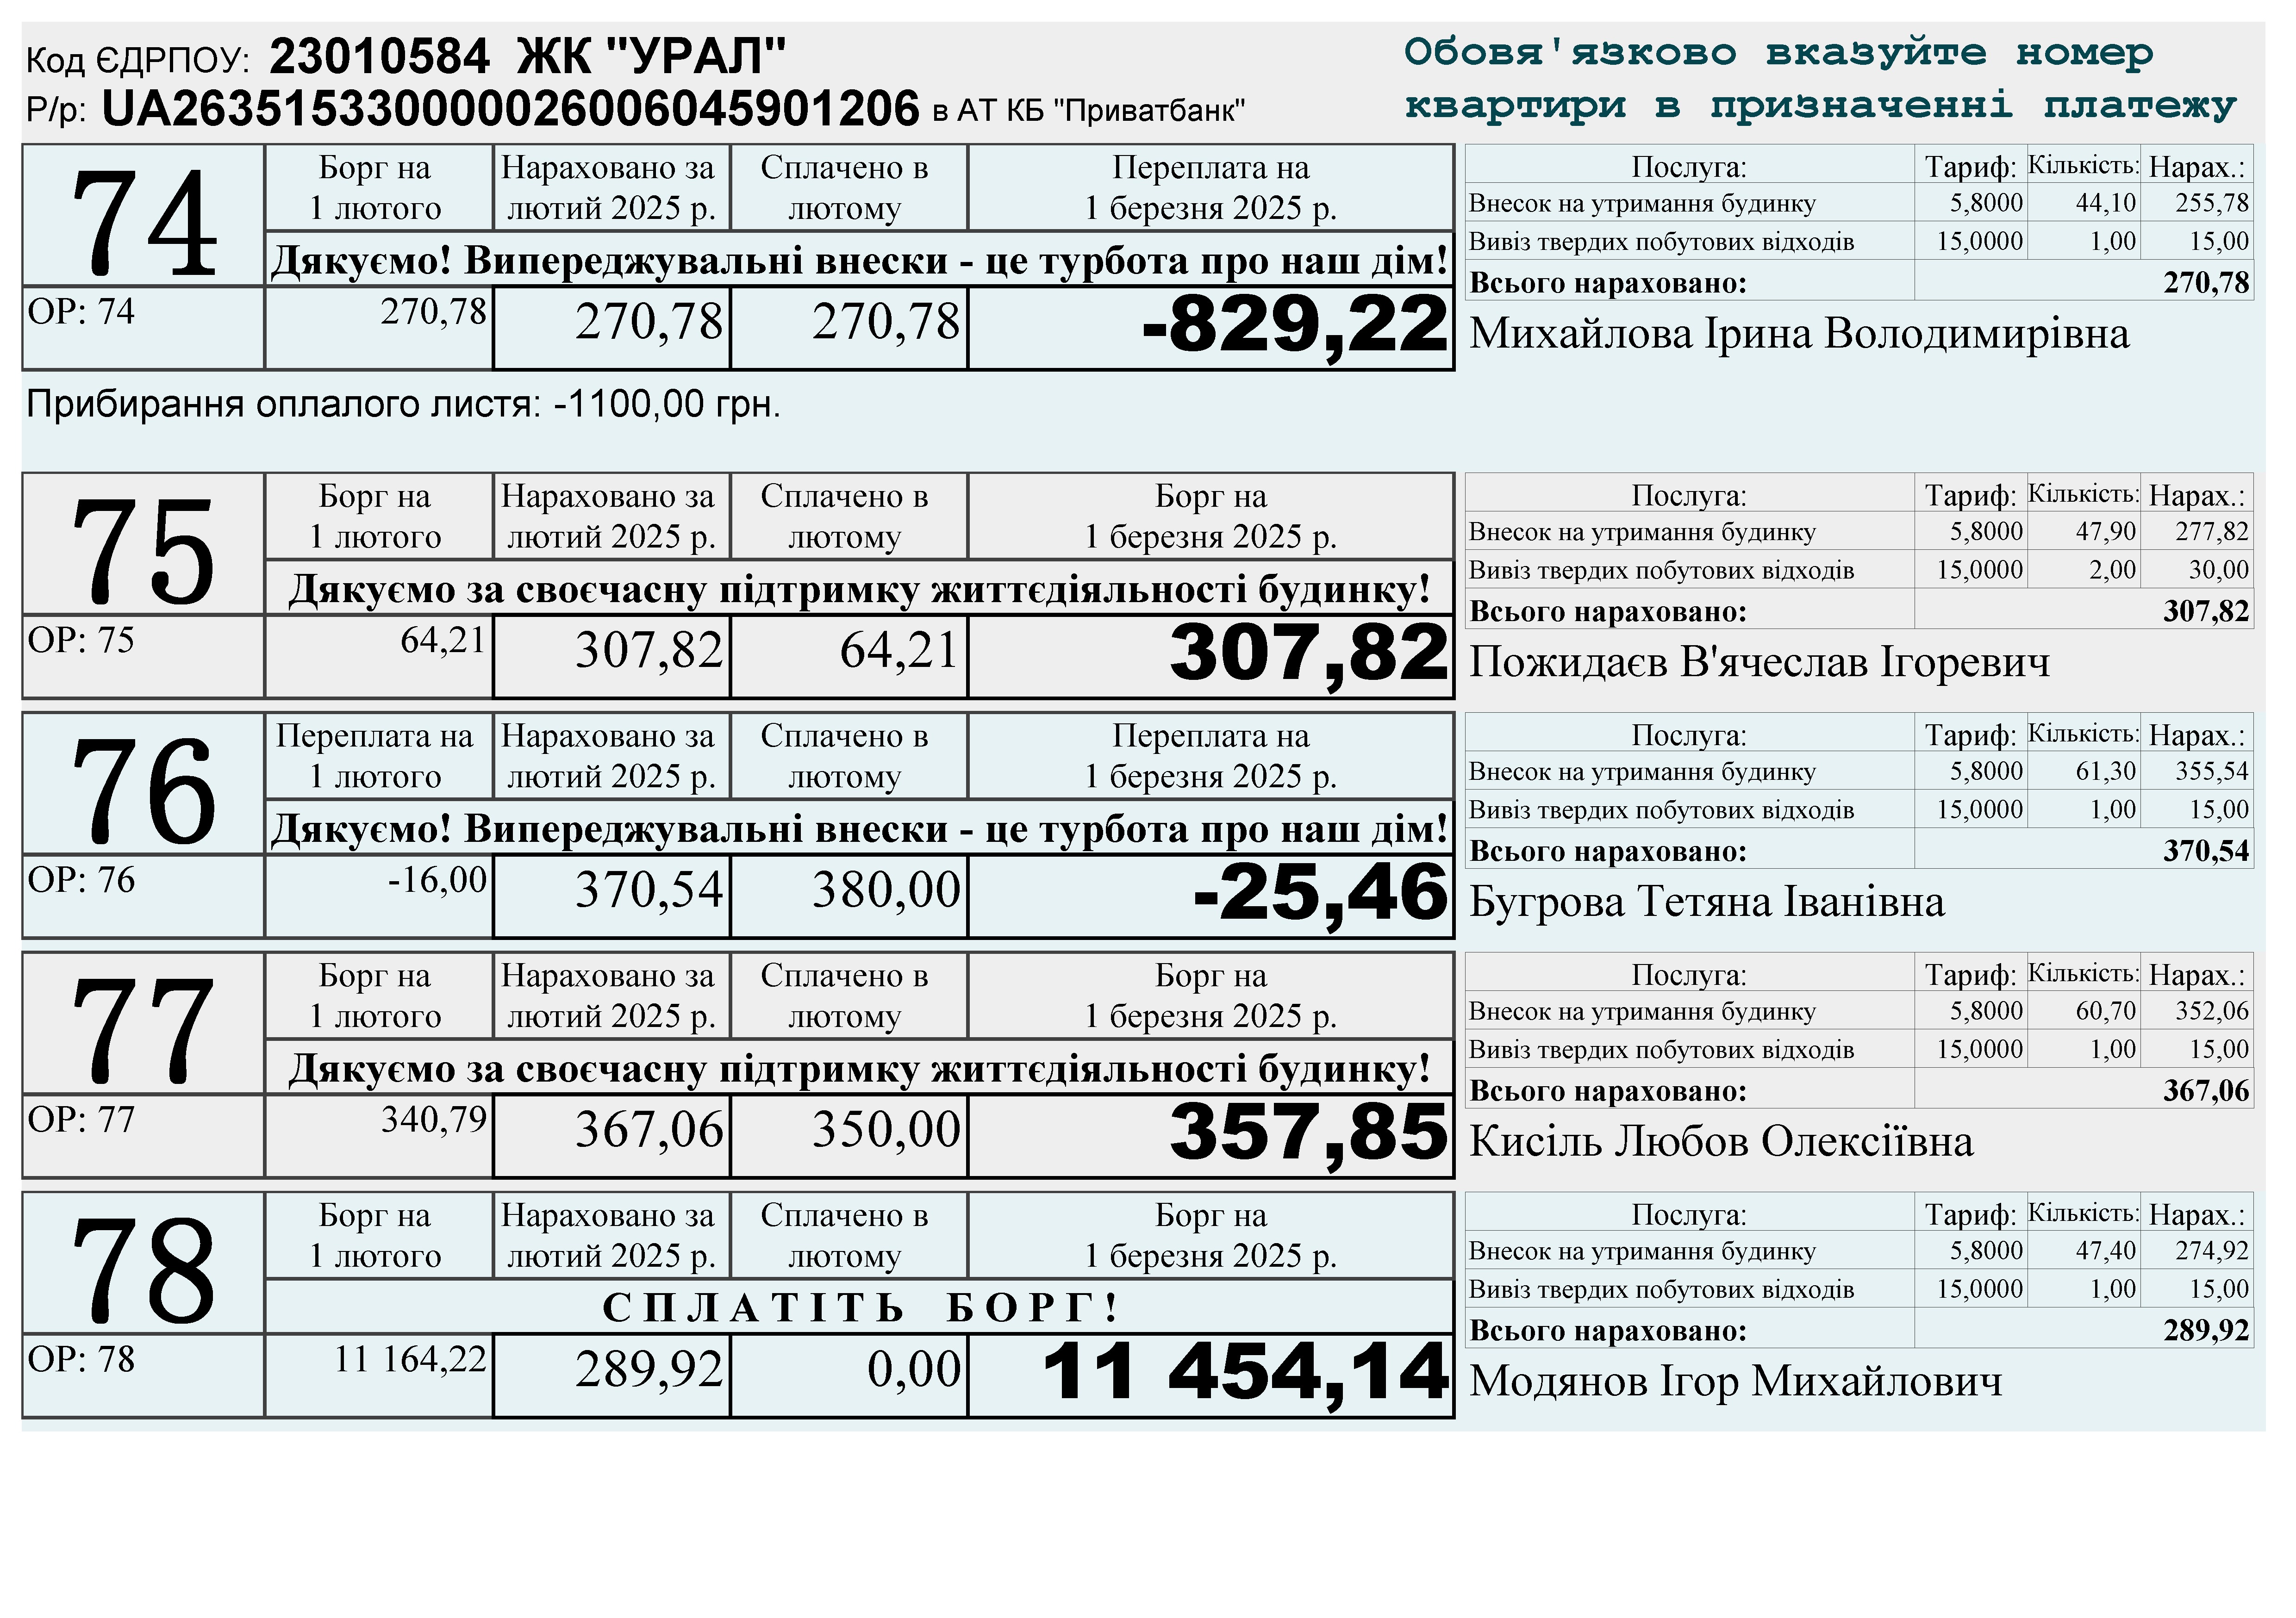 Код ЄДРПОУ: 23010584 ЖК "УРАЛ"
Р/р: UA263515330000026006045901206 в АТ КБ "Приватбанк"
Обовя'язково вказуйте номер
квартири в призначенні платежу
74
Борг на 1 лютого
Нараховано за лютий 2025 р.
Сплачено в лютому
Переплата на 1 березня 2025 р.
Дякуємо! Випереджувальні внески - це турбота про наш дім!
ОР: 74 270,78 270,78 270,78 -829,22
Послуга: Тариф: Кількість: Нарах.:
Внесок на утримання будинку 5,8000 44,10 255,78
Вивіз твердих побутових відходів 15,0000 1,00 15,00
Всього нараховано: 270,78
Михайлова Ірина Володимирівна
Прибирання оплалого листя: -1100,00 грн.
75
Борг на 1 лютого
Нараховано за лютий 2025 р.
Сплачено в лютому
Борг на 1 березня 2025 р.
Дякуємо за своєчасну підтримку життєдіяльності будинку!
ОР: 75 64,21 307,82 64,21 307,82
Послуга: Тариф: Кількість: Нарах.:
Внесок на утримання будинку 5,8000 47,90 277,82
Вивіз твердих побутових відходів 15,0000 2,00 30,00
Всього нараховано: 307,82
Пожидаєв В'ячеслав Ігоревич
76
Переплата на 1 лютого
Нараховано за лютий 2025 р.
Сплачено в лютому
Переплата на 1 березня 2025 р.
Дякуємо! Випереджувальні внески - це турбота про наш дім!
ОР: 76 -16,00 370,54 380,00 -25,46
Послуга: Тариф: Кількість: Нарах.:
Внесок на утримання будинку 5,8000 61,30 355,54
Вивіз твердих побутових відходів 15,0000 1,00 15,00
Всього нараховано: 370,54
Бугрова Тетяна Іванівна
77
Борг на 1 лютого
Нараховано за лютий 2025 р.
Сплачено в лютому
Борг на 1 березня 2025 р.
Дякуємо за своєчасну підтримку життєдіяльності будинку!
ОР: 77 340,79 367,06 350,00 357,85
Послуга: Тариф: Кількість: Нарах.:
Внесок на утримання будинку 5,8000 60,70 352,06
Вивіз твердих побутових відходів 15,0000 1,00 15,00
Всього нараховано: 367,06
Кисіль Любов Олексіївна
78
Борг на 1 лютого
Нараховано за лютий 2025 р.
Сплачено в лютому
Борг на 1 березня 2025 р.
СПЛАТІТЬ БОРГ!
ОР: 78 11 164,22 289,92 0,00 11 454,14
Послуга: Тариф: Кількість: Нарах.:
Внесок на утримання будинку 5,8000 47,40 274,92
Вивіз твердих побутових відходів 15,0000 1,00 15,00
Всього нараховано: 289,92
Модянов Ігор Михайлович